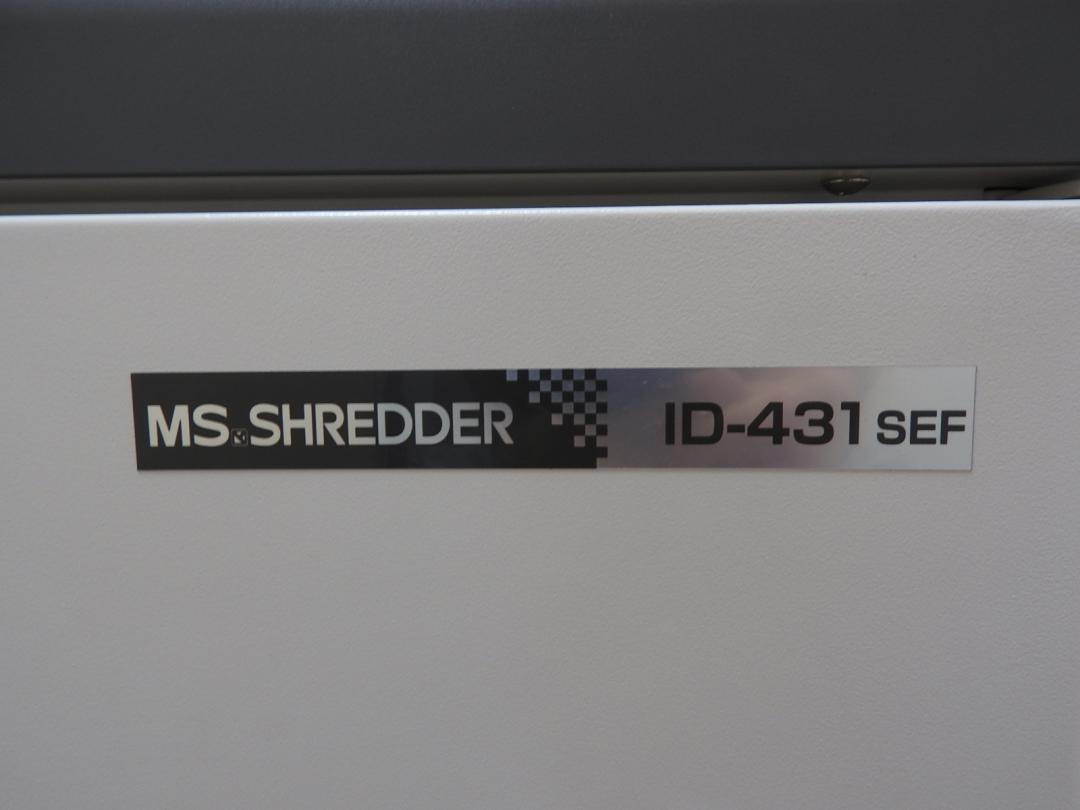 MS SHREDDER ID-431 SEF